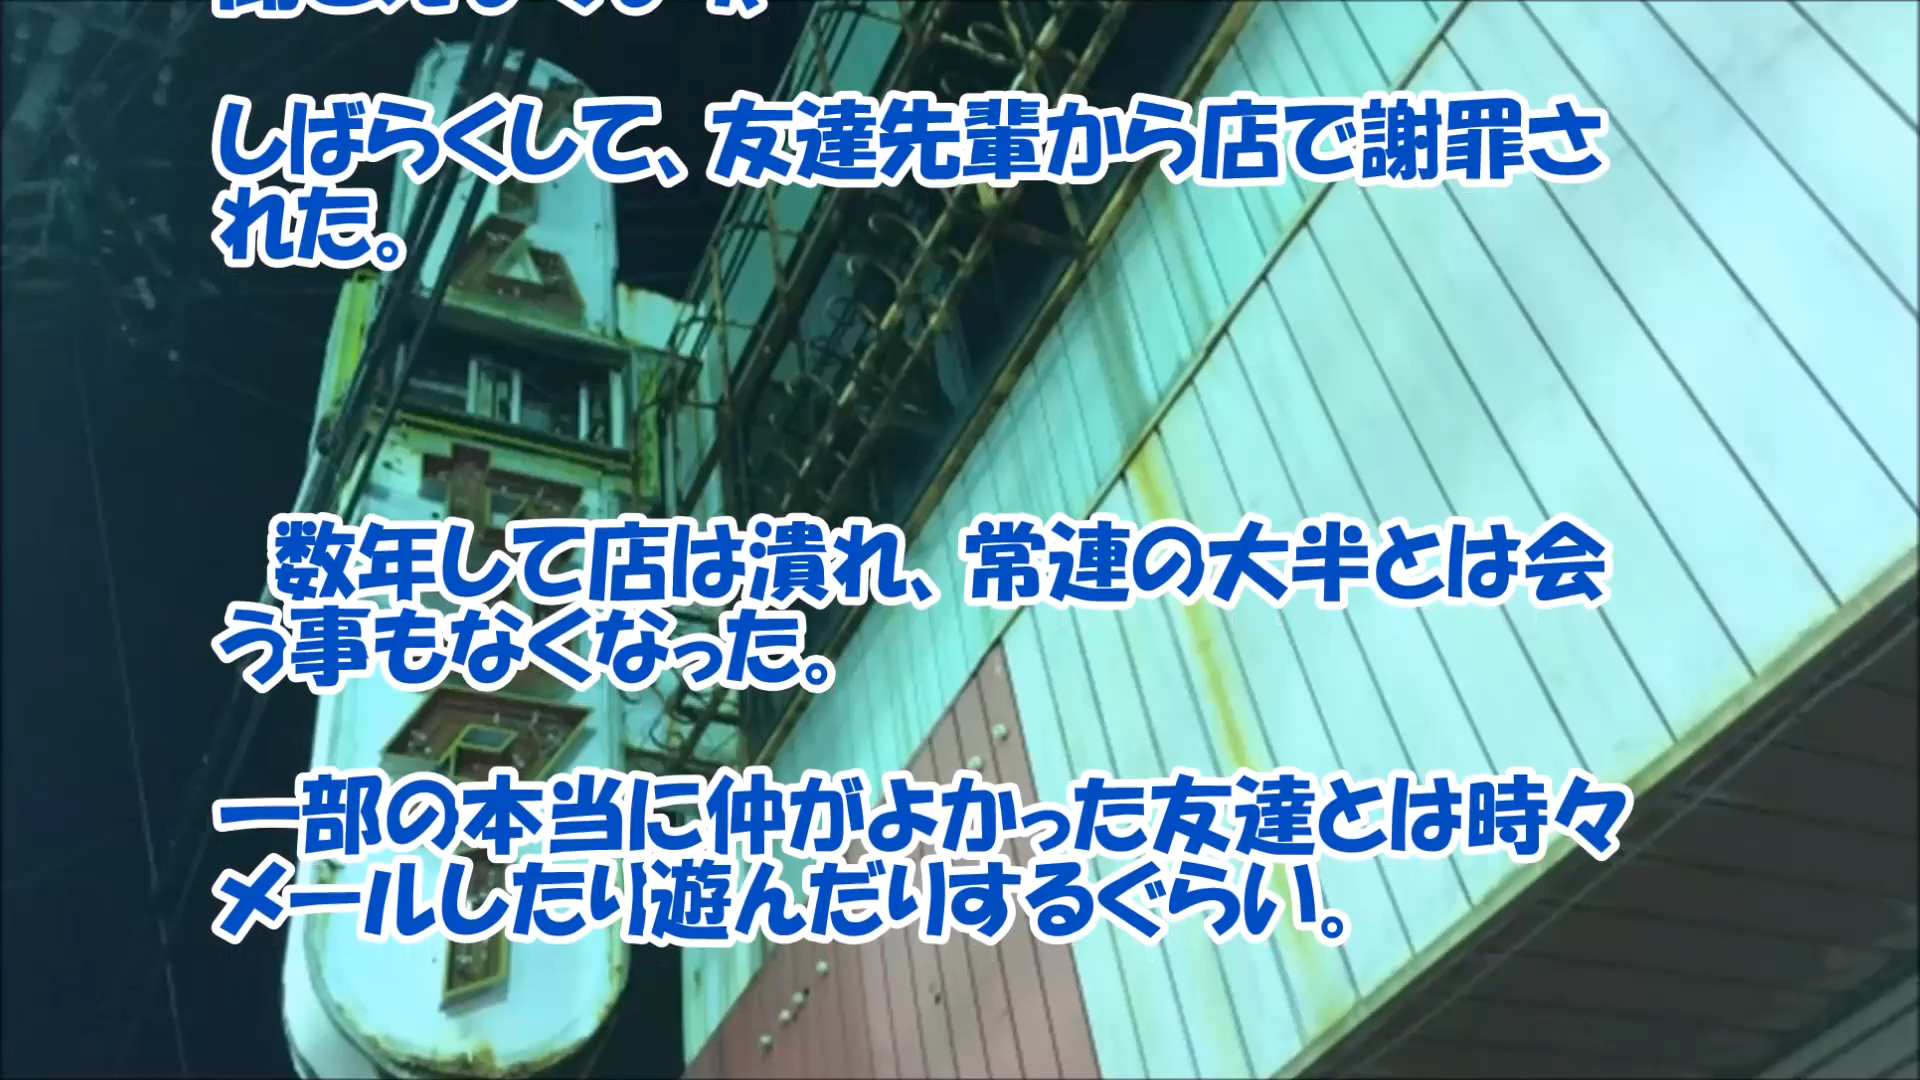 しばらくして、友達先輩から店で謝罪さ
れた。
数年して店は潰れ、常連の大半とは会
う事もなくなった。
一部の本当に仲がよかった友達とは時々
メールしたり遊んだりするぐらい。